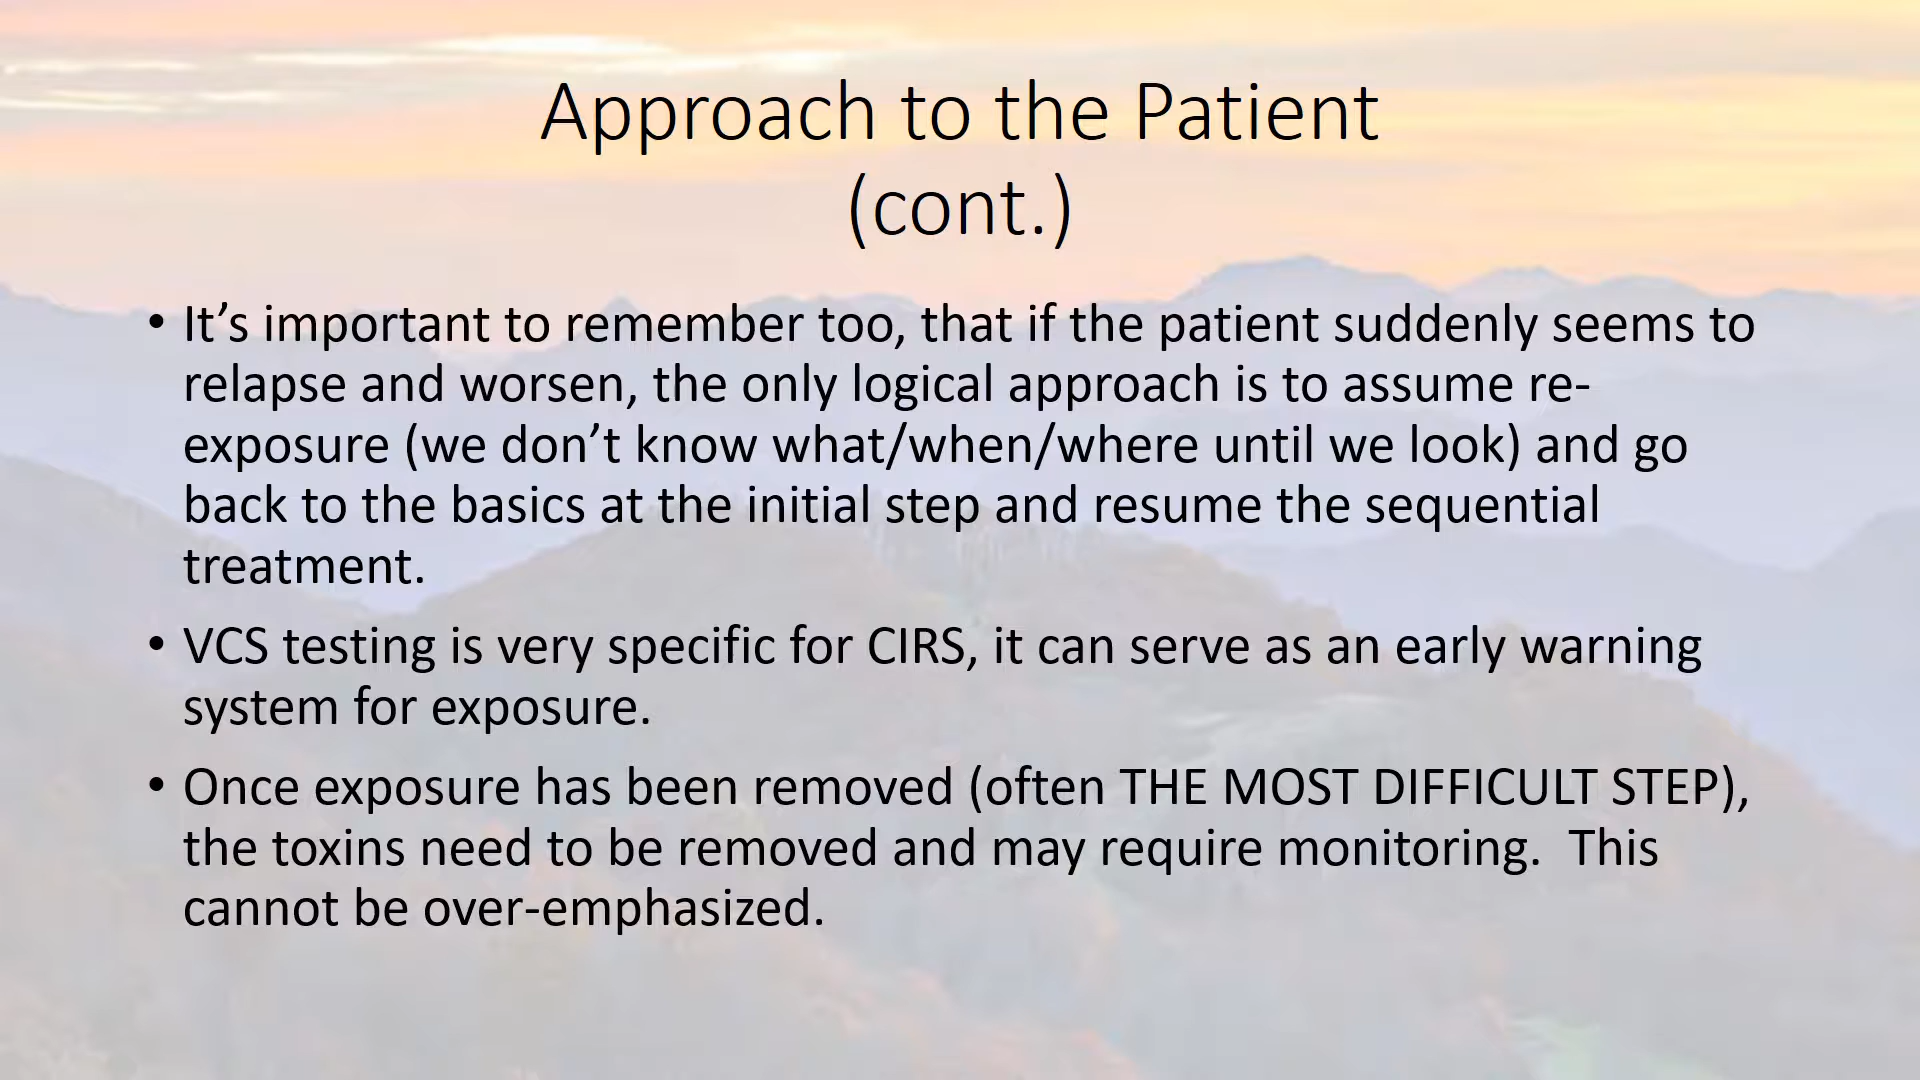 Approach to the Patient
(cont.)
• It’s important to remember too, that if the patient suddenly seems to
relapse and worsen, the only logical approach is to assume re-
exposure (we don’t know what/when/where until we look) and go
back to the basics at the initial step and resume the sequential
treatment.
• VCS testing is very specific for CIRS, it can serve as an early warning
system for exposure.
• Once exposure has been removed (often THE MOST DIFFICULT STEP),
the toxins need to be removed and may require monitoring.  This
cannot be over-emphasized.